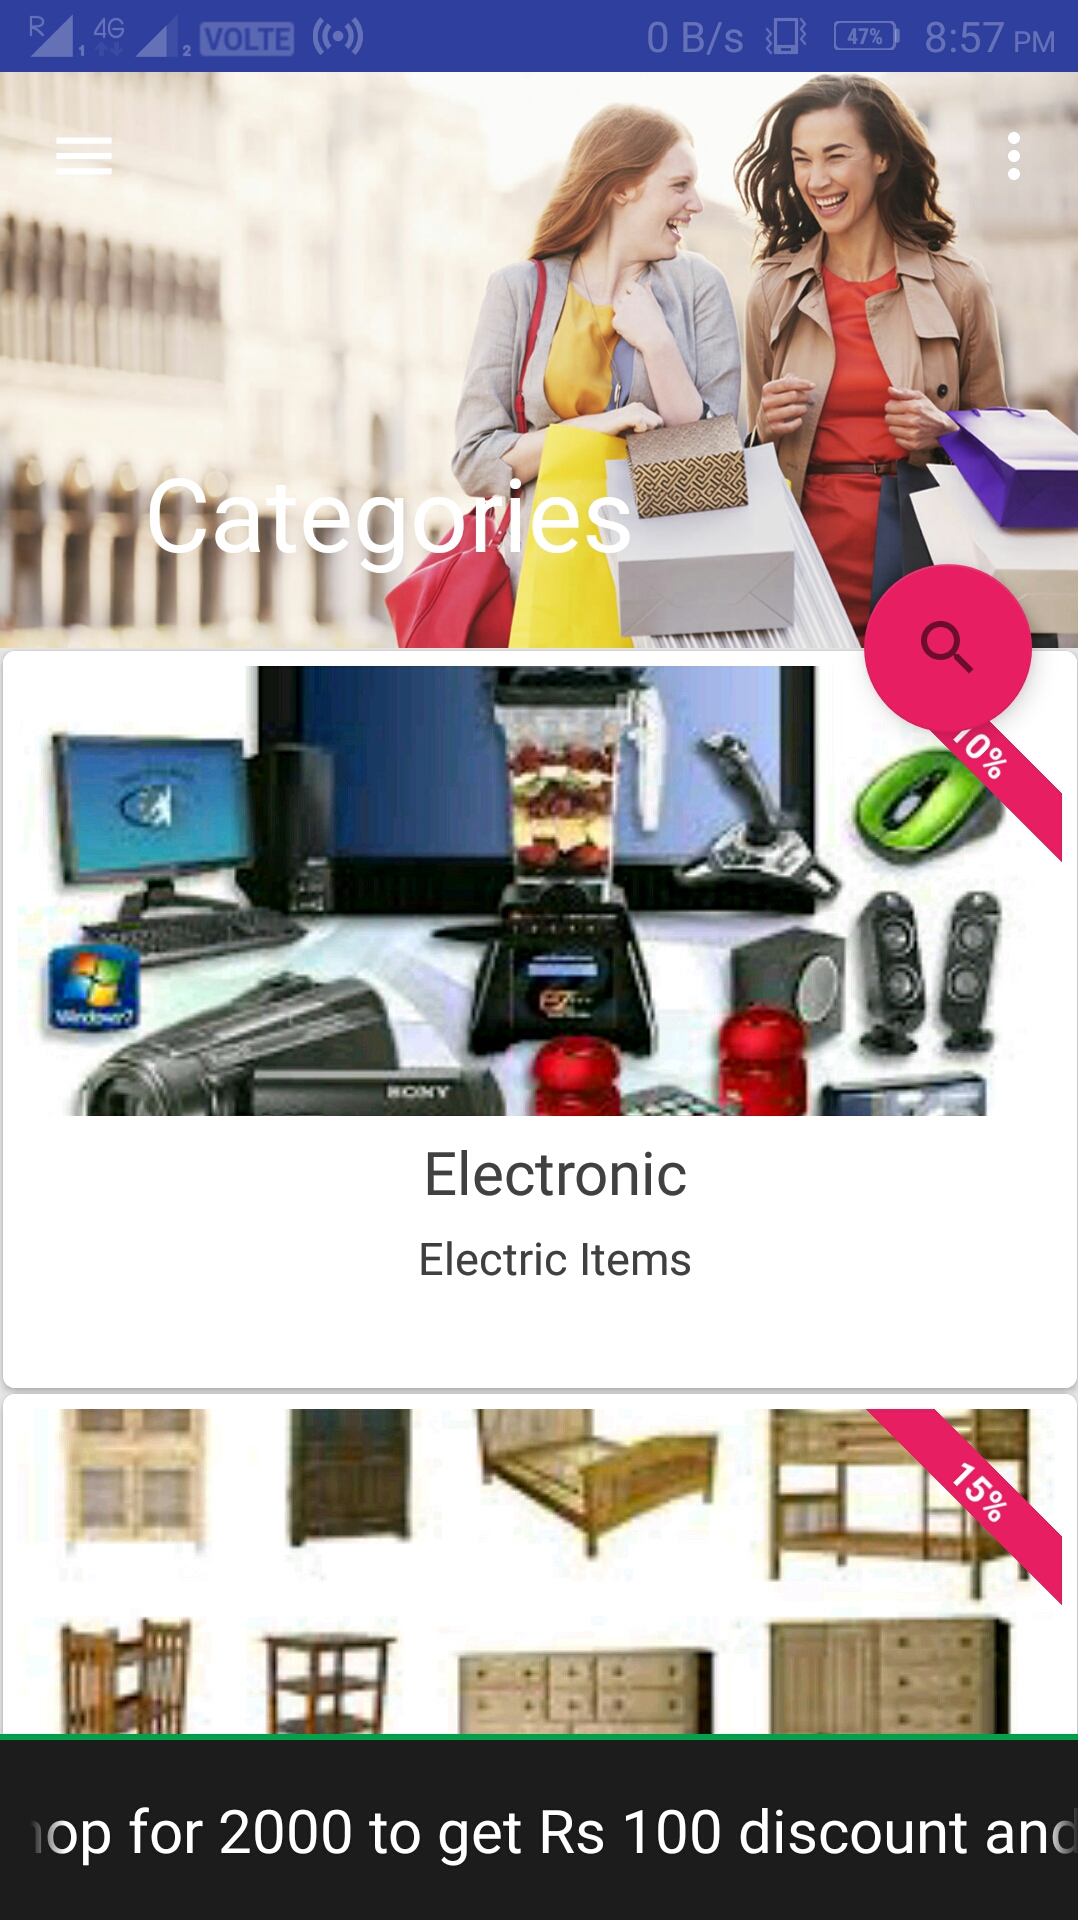 R 1 4G 2 VOLTE 0 B/s 47% 8:57 PM
Categories
10%
Windows7
SONY
Electronic
Electric Items
15%
hop for 2000 to get Rs 100 discount and